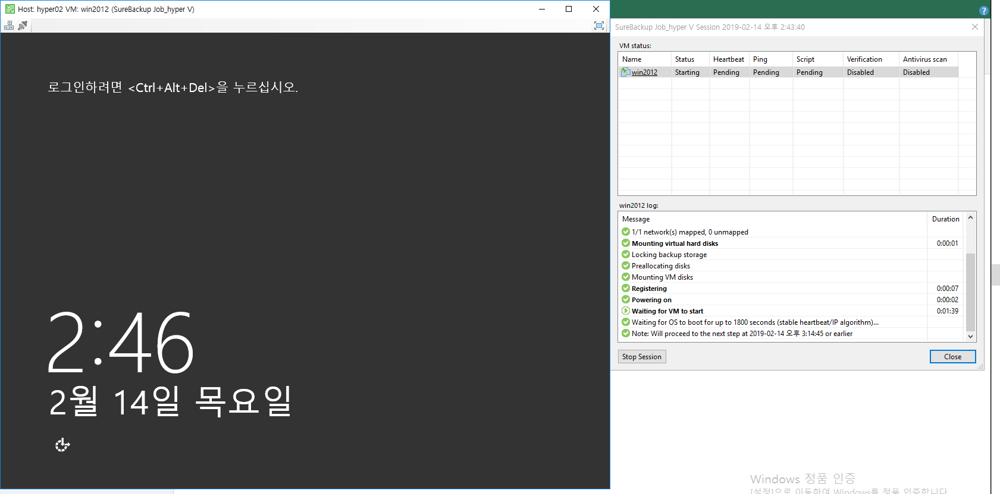 Host: hyper02 VM: win2012 (SureBackup Job_hyper V)
로그인하려면 <Ctrl+Alt+Del>을 누르십시오.
2:46
2월 14일 목요일
?
SureBackup Job_hyper V Session 2019-02-14 오후 2:43:40
VM status:
Name Status Heartbeat Ping Script Verification Antivirus scan
win2012 Starting Pending Pending Pending Disabled Disabled
win2012 log:
Message Duration
1/1 network(s) mapped, 0 unmapped
Mounting virtual hard disks 0:00:01
Locking backup storage
Preallocating disks
Mounting VM disks
Registering 0:00:07
Powering on 0:00:02
Waiting for VM to start 0:01:39
Waiting for OS to boot for up to 1800 seconds (stable heartbeat/IP algorithm)...
Note: Will proceed to the next step at 2019-02-14 오후 3:14:45 or earlier
Stop Session Close
Windows 정품 인증
[설정]으로 이동하여 Windows를 정품 인증합니다